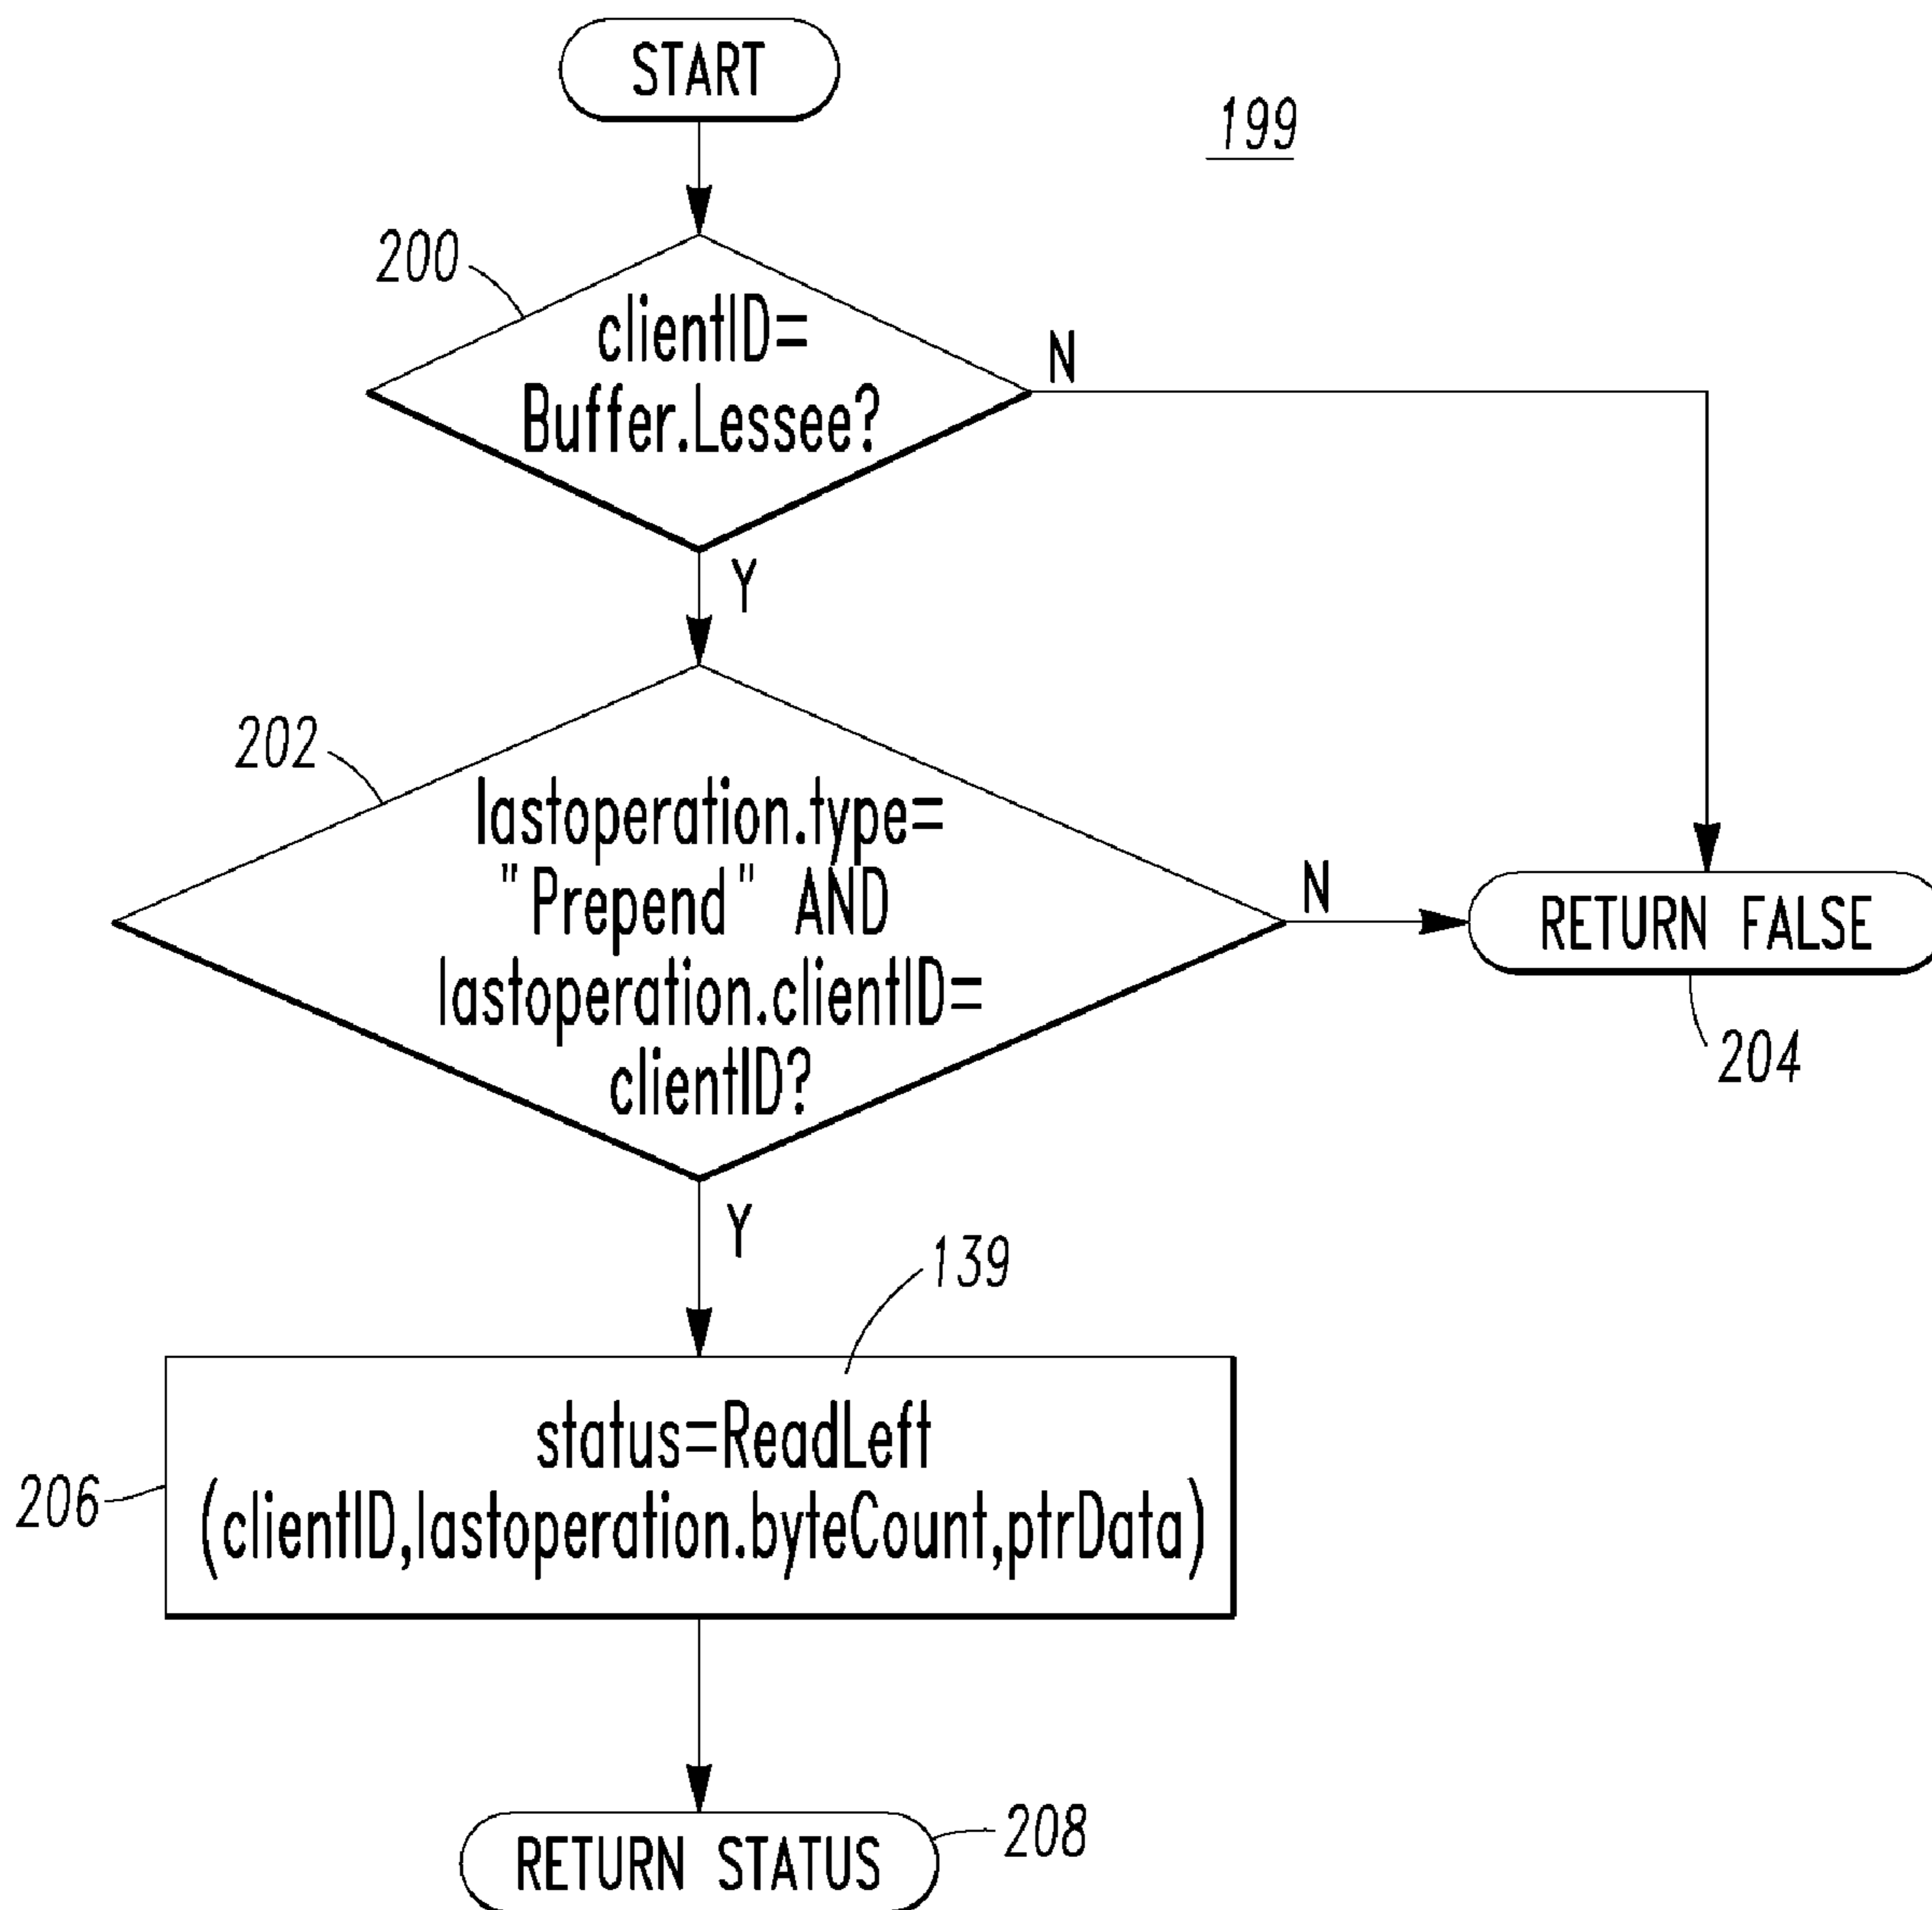 START
199
200
clientID=
Buffer.Lessee?
N
Y
202
lastoperation.type=
"Prepend" AND
lastoperation.clientID=
clientID?
N
RETURN FALSE
204
Y
139
status=ReadLeft
(clientID,lastoperation.byteCount,ptrData)
206
RETURN STATUS
208